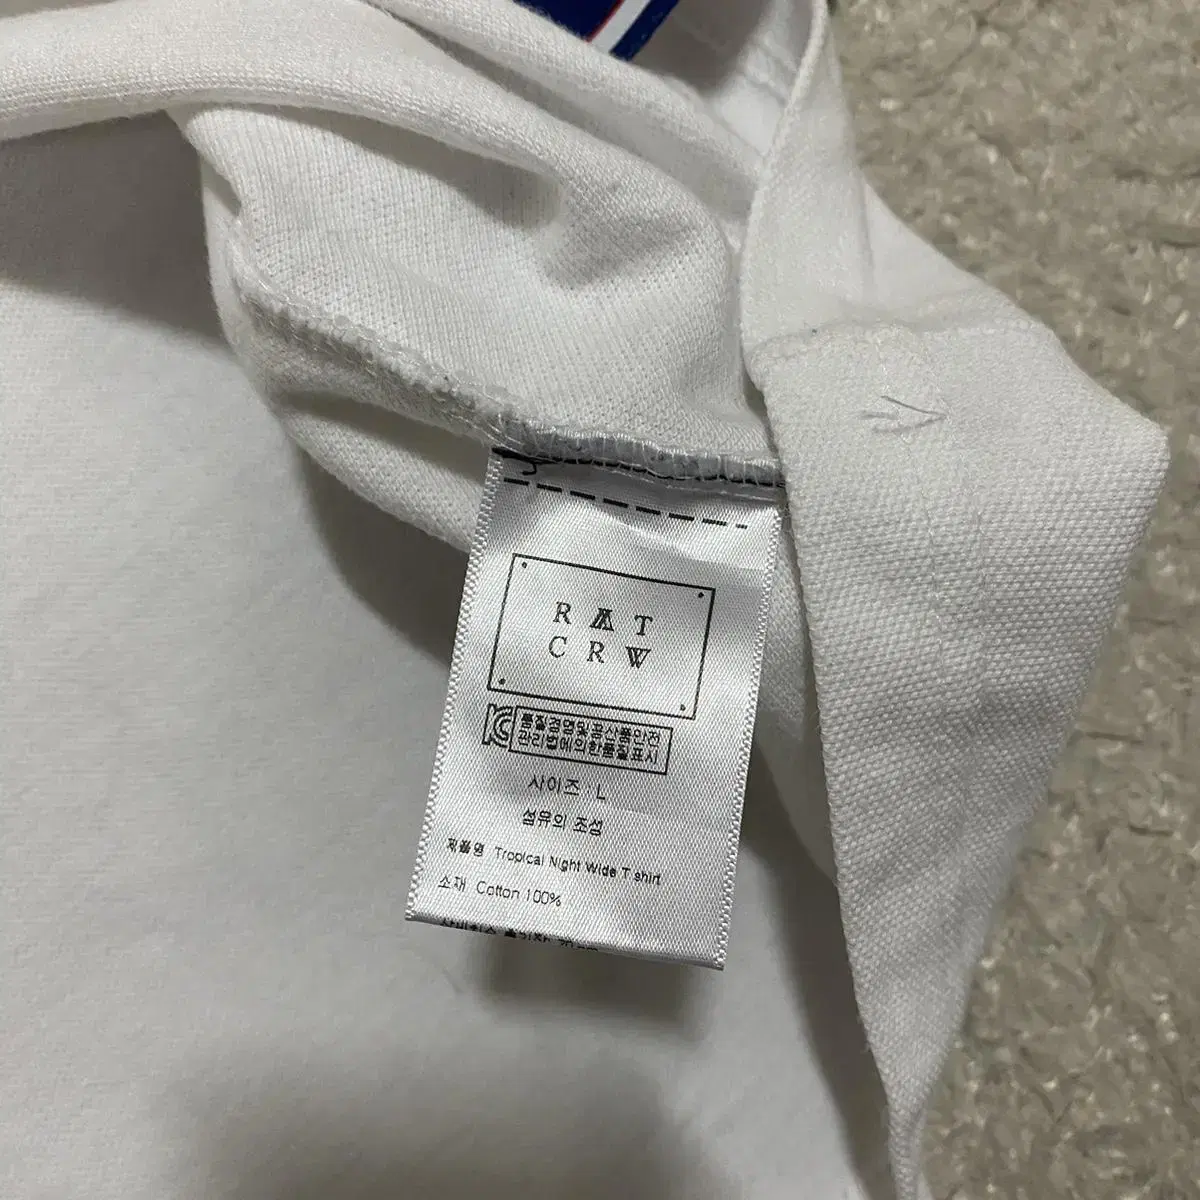 RAT
CRW
품질경영및공산품안전
관리법에의한품질표시
사이즈 L
섬유의 조성
제품명 Tropical Night Wide T shirt
소재 Cotton 100%